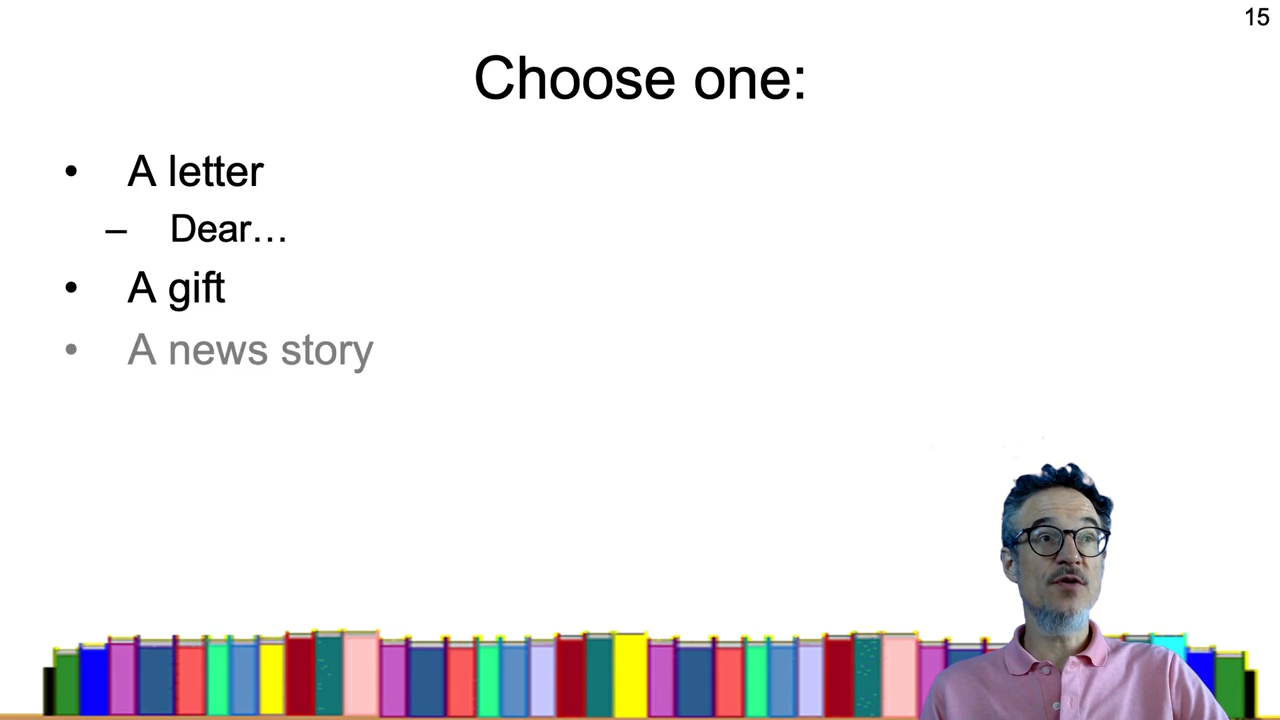 15
Choose one:
• A letter
– Dear…
• A gift
• A news story